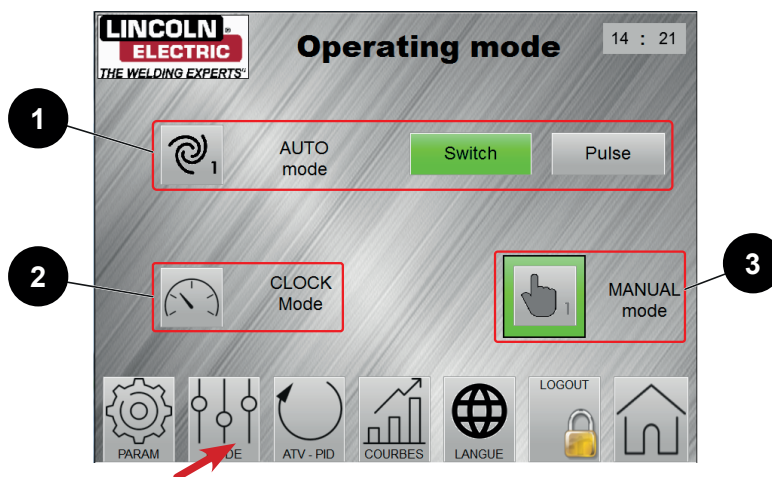 LINCOLN®
ELECTRIC
THE WELDING EXPERTS®
Operating mode
14 : 21
1
AUTO
mode
1
Switch
Pulse
2
CLOCK
Mode
3
MANUAL
mode
1
PARAM
DE
ATV - PID
COURBES
LANGUE
LOGOUT